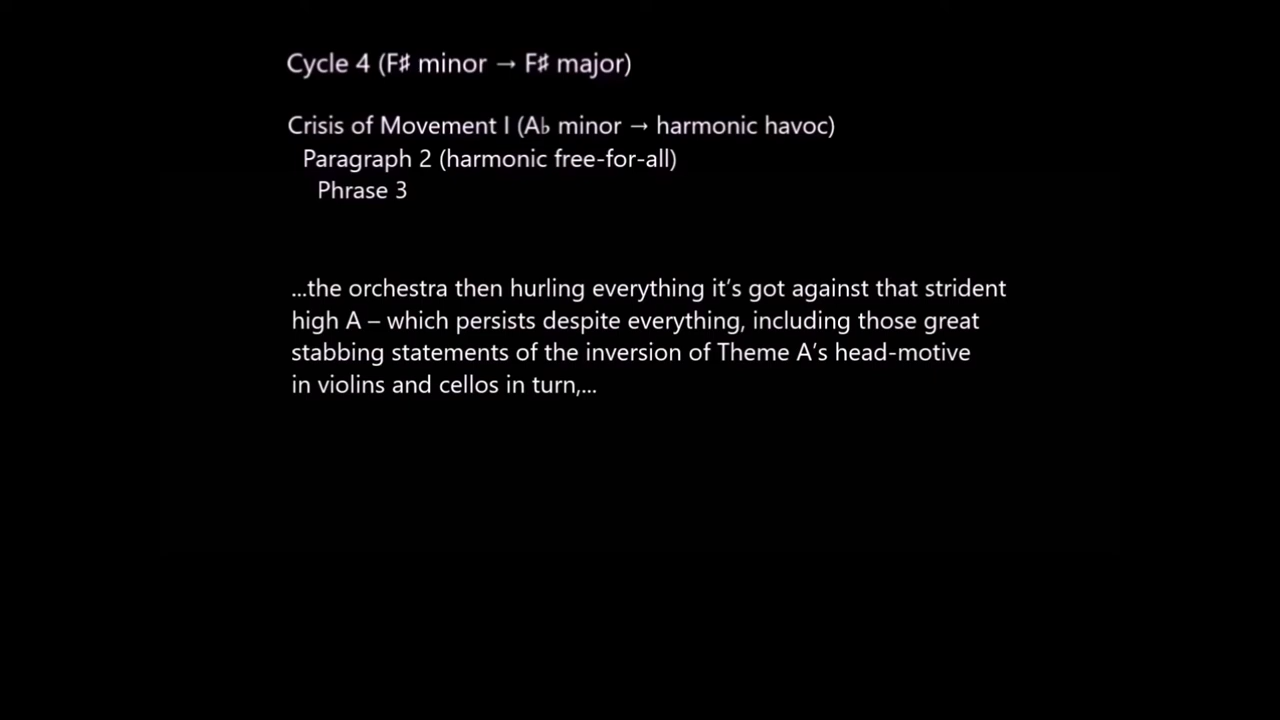 Cycle 4 (F♯ minor → F♯ major)
Crisis of Movement I (A♭ minor → harmonic havoc)
Paragraph 2 (harmonic free-for-all)
Phrase 3
...the orchestra then hurling everything it’s got against that strident
high A – which persists despite everything, including those great
stabbing statements of the inversion of Theme A’s head-motive
in violins and cellos in turn,...